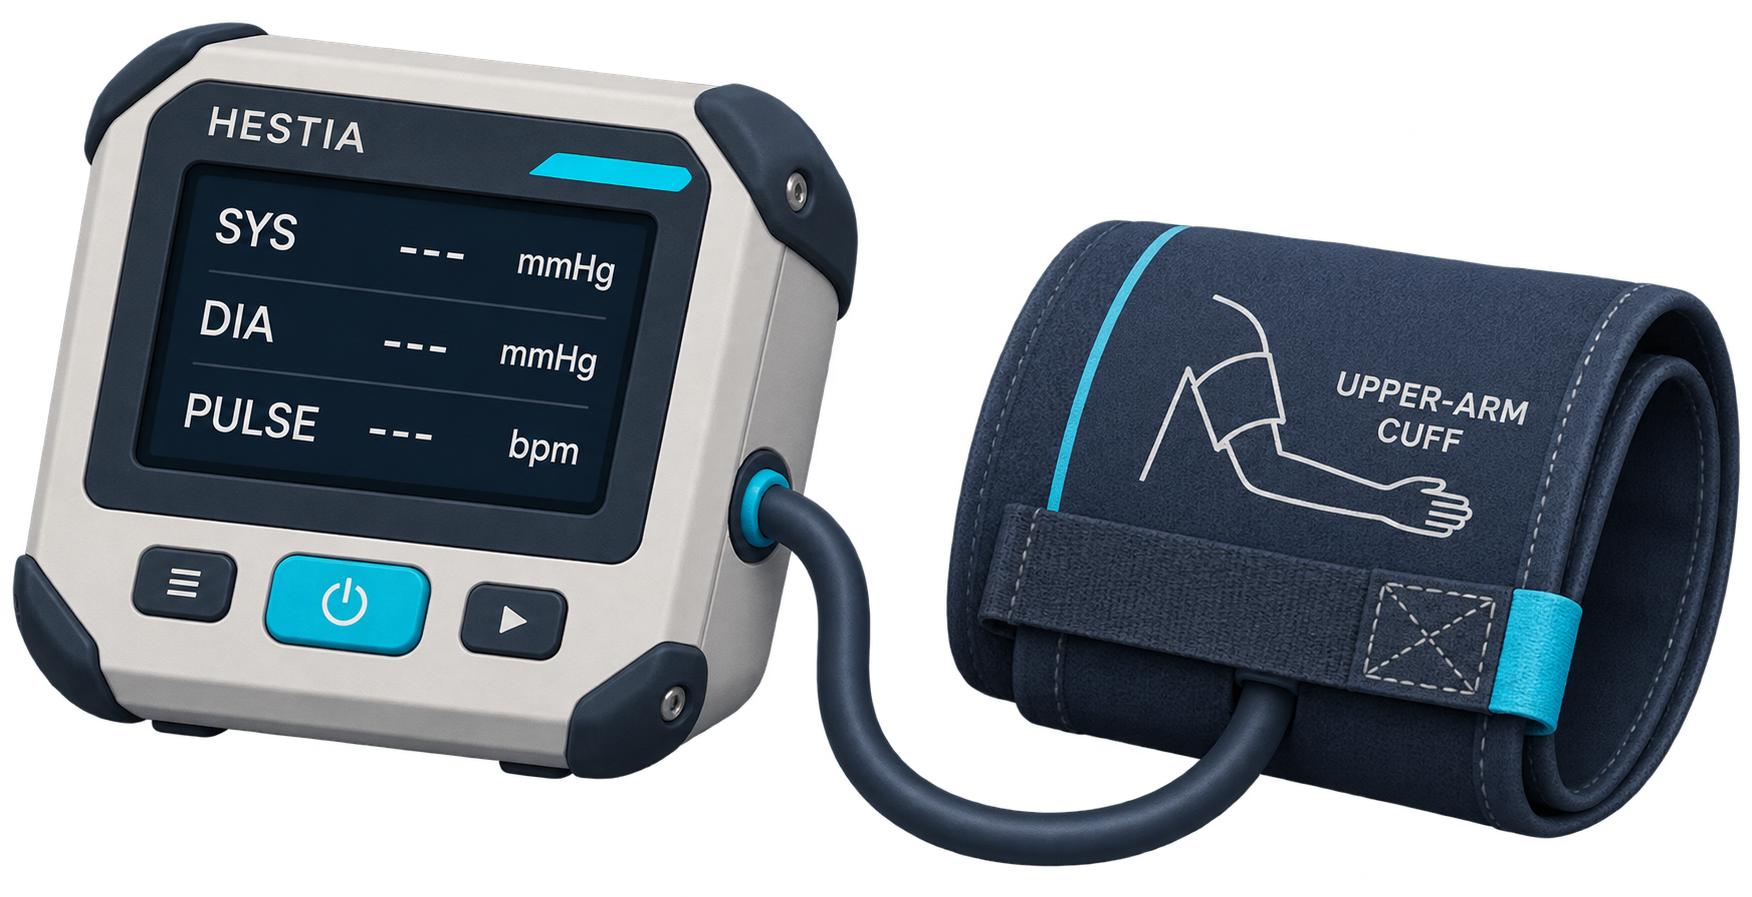 HESTIA
SYS --- mmHg
DIA --- mmHg
PULSE --- bpm
UPPER-ARM
CUFF